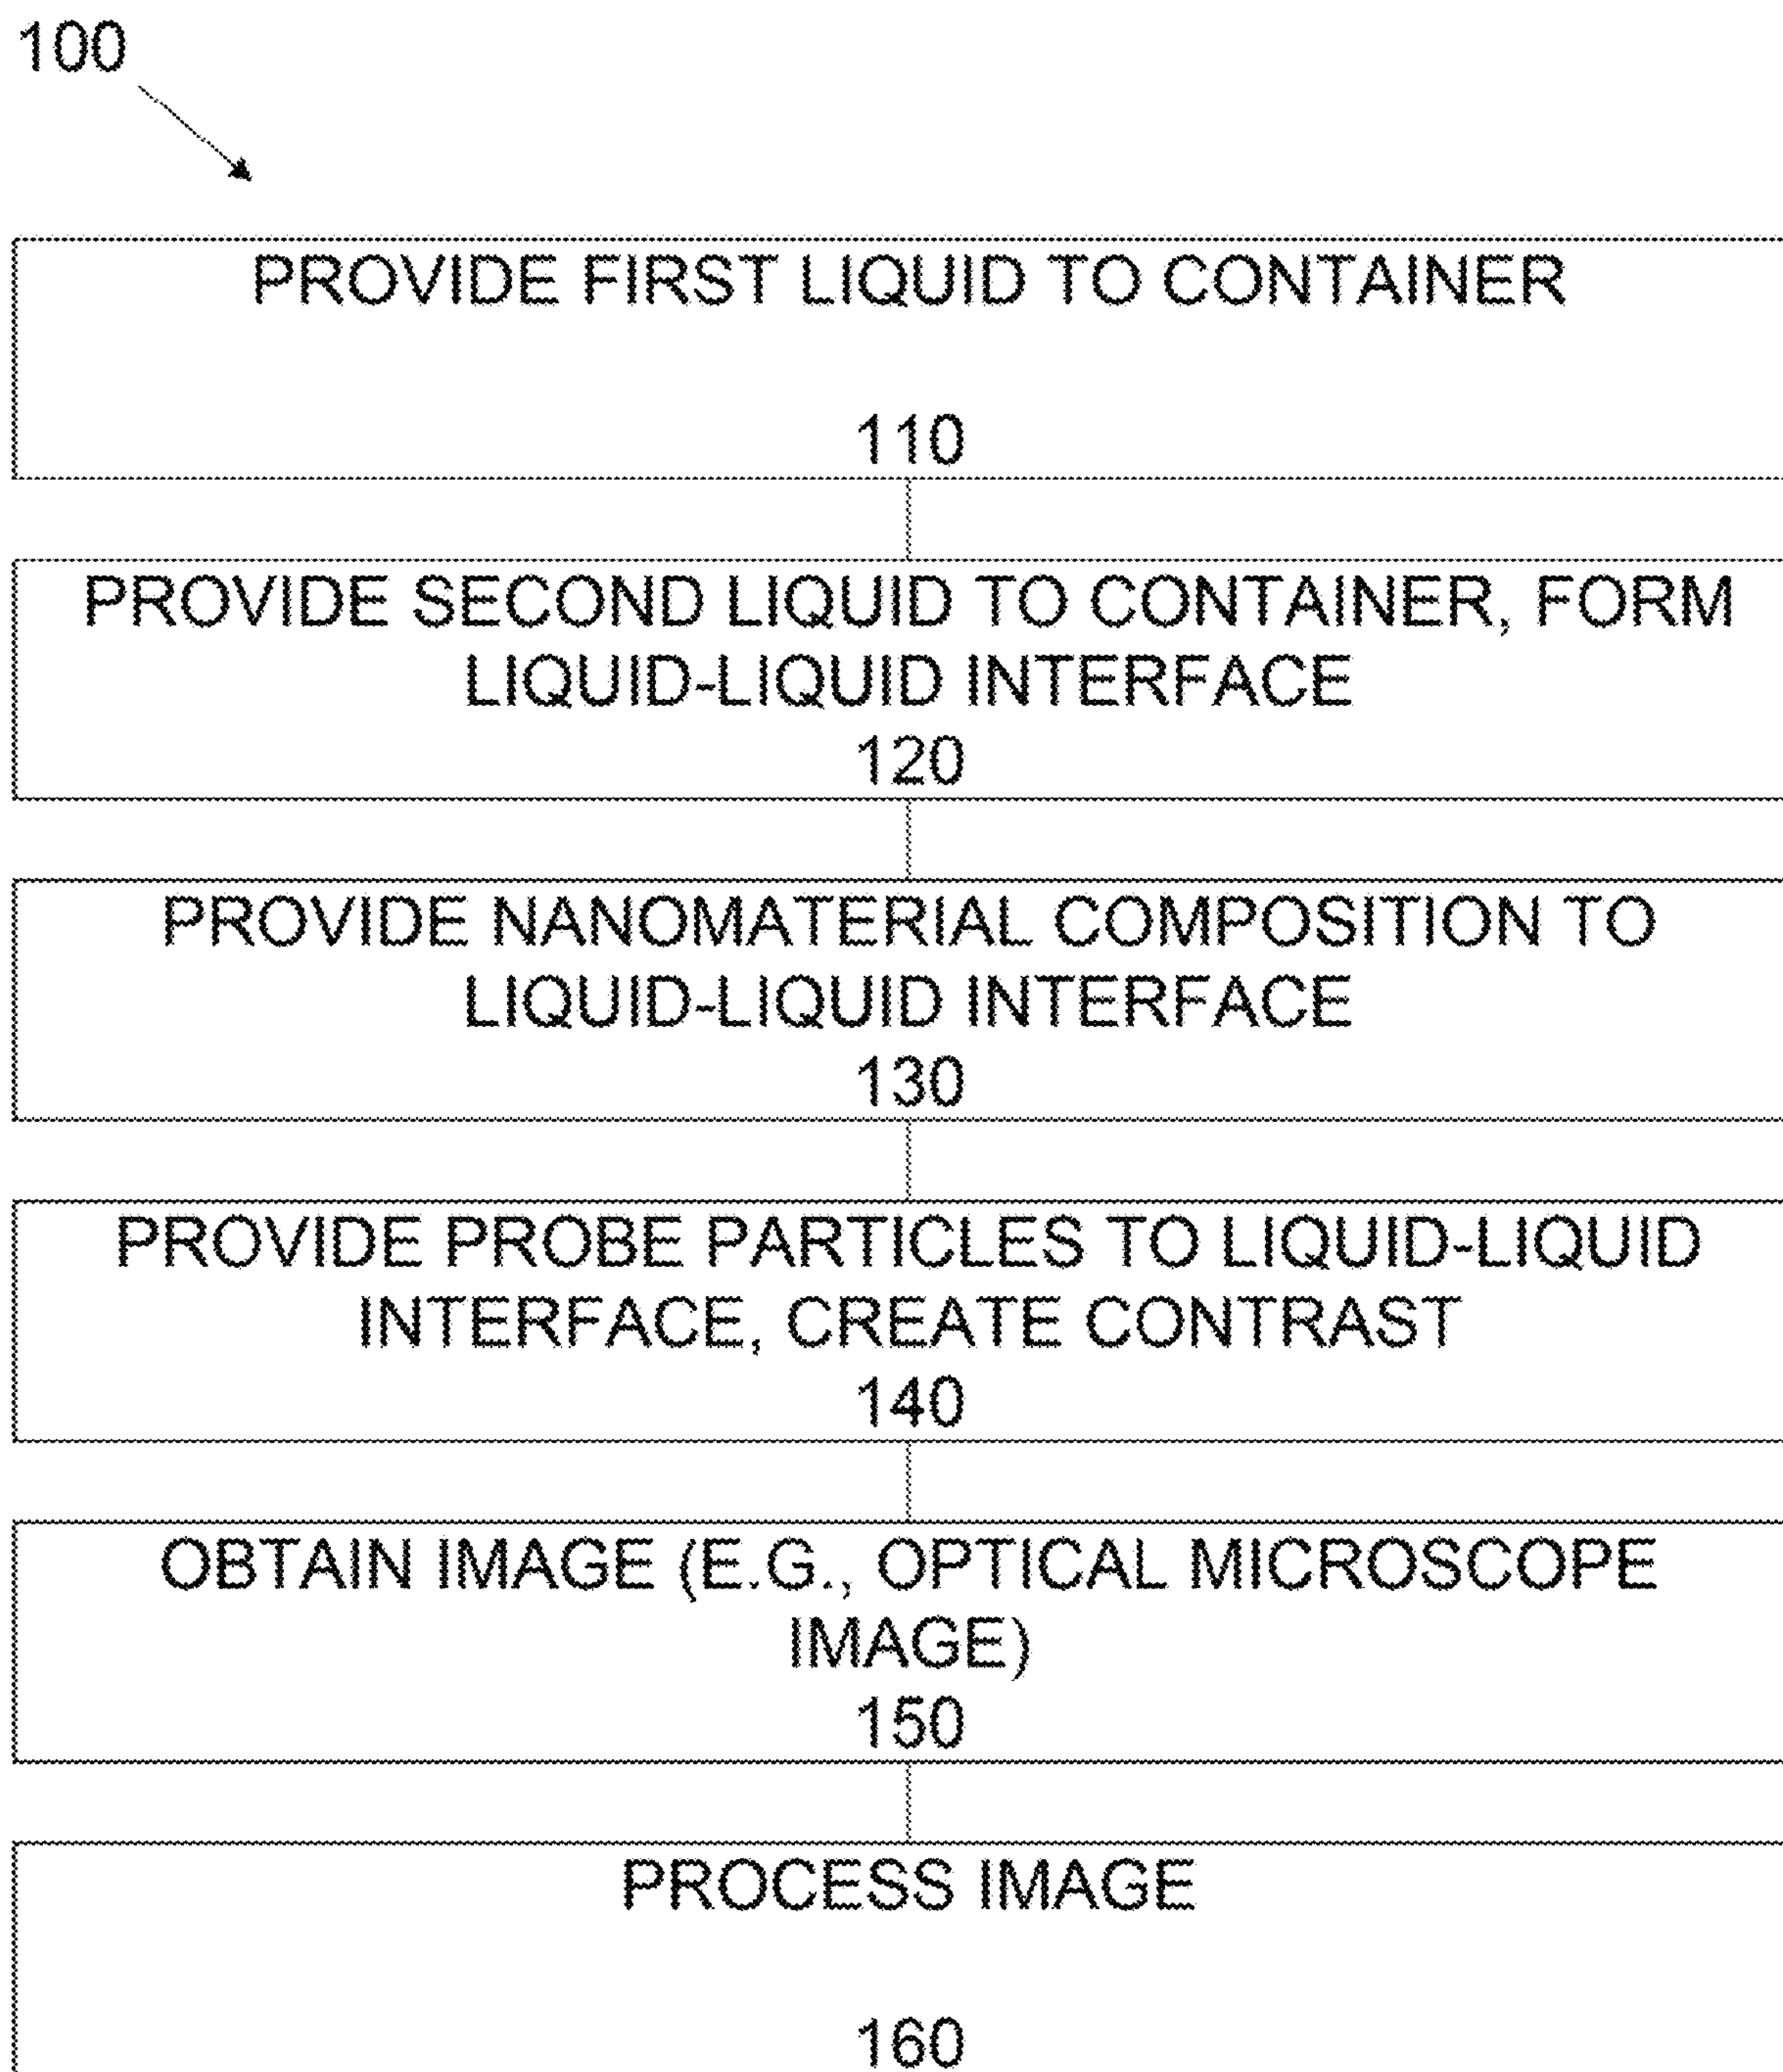 100
PROVIDE FIRST LIQUID TO CONTAINER
110
PROVIDE SECOND LIQUID TO CONTAINER, FORM
LIQUID-LIQUID INTERFACE
120
PROVIDE NANOMATERIAL COMPOSITION TO
LIQUID-LIQUID INTERFACE
130
PROVIDE PROBE PARTICLES TO LIQUID-LIQUID
INTERFACE, CREATE CONTRAST
140
OBTAIN IMAGE (E.G., OPTICAL MICROSCOPE
IMAGE)
150
PROCESS IMAGE
160